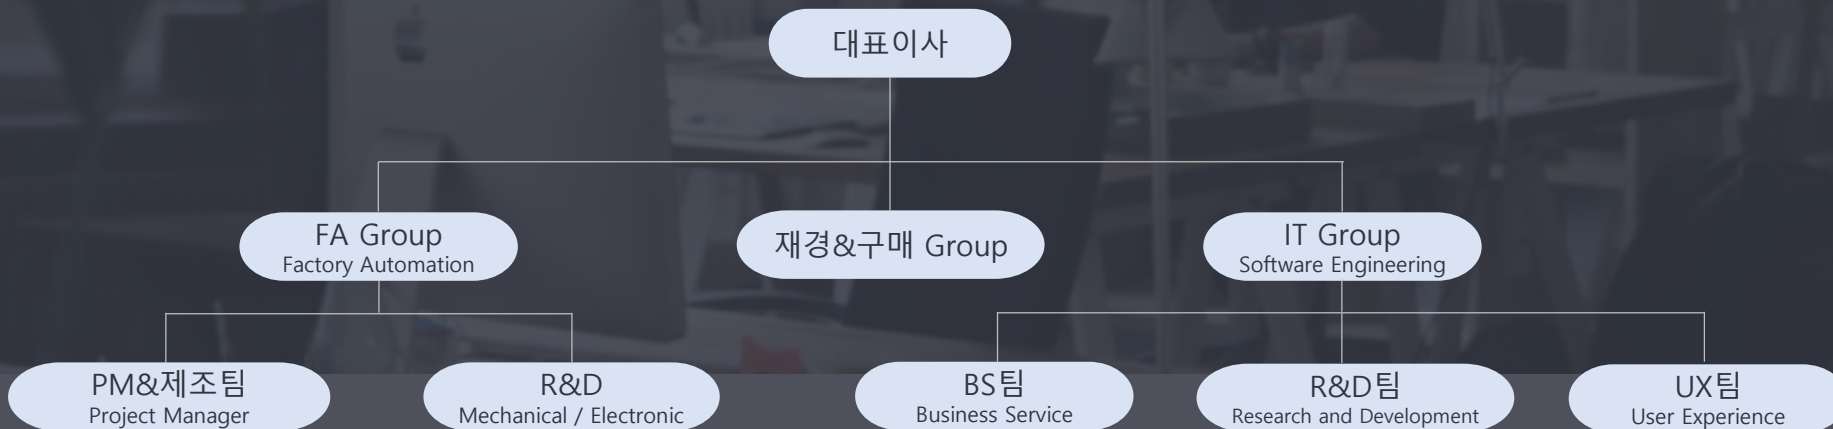 대표이사
FA Group
Factory Automation
재경&구매 Group
IT Group
Software Engineering
PM&제조팀
Project Manager
R&D
Mechanical / Electronic
BS팀
Business Service
R&D팀
Research and Development
UX팀
User Experience